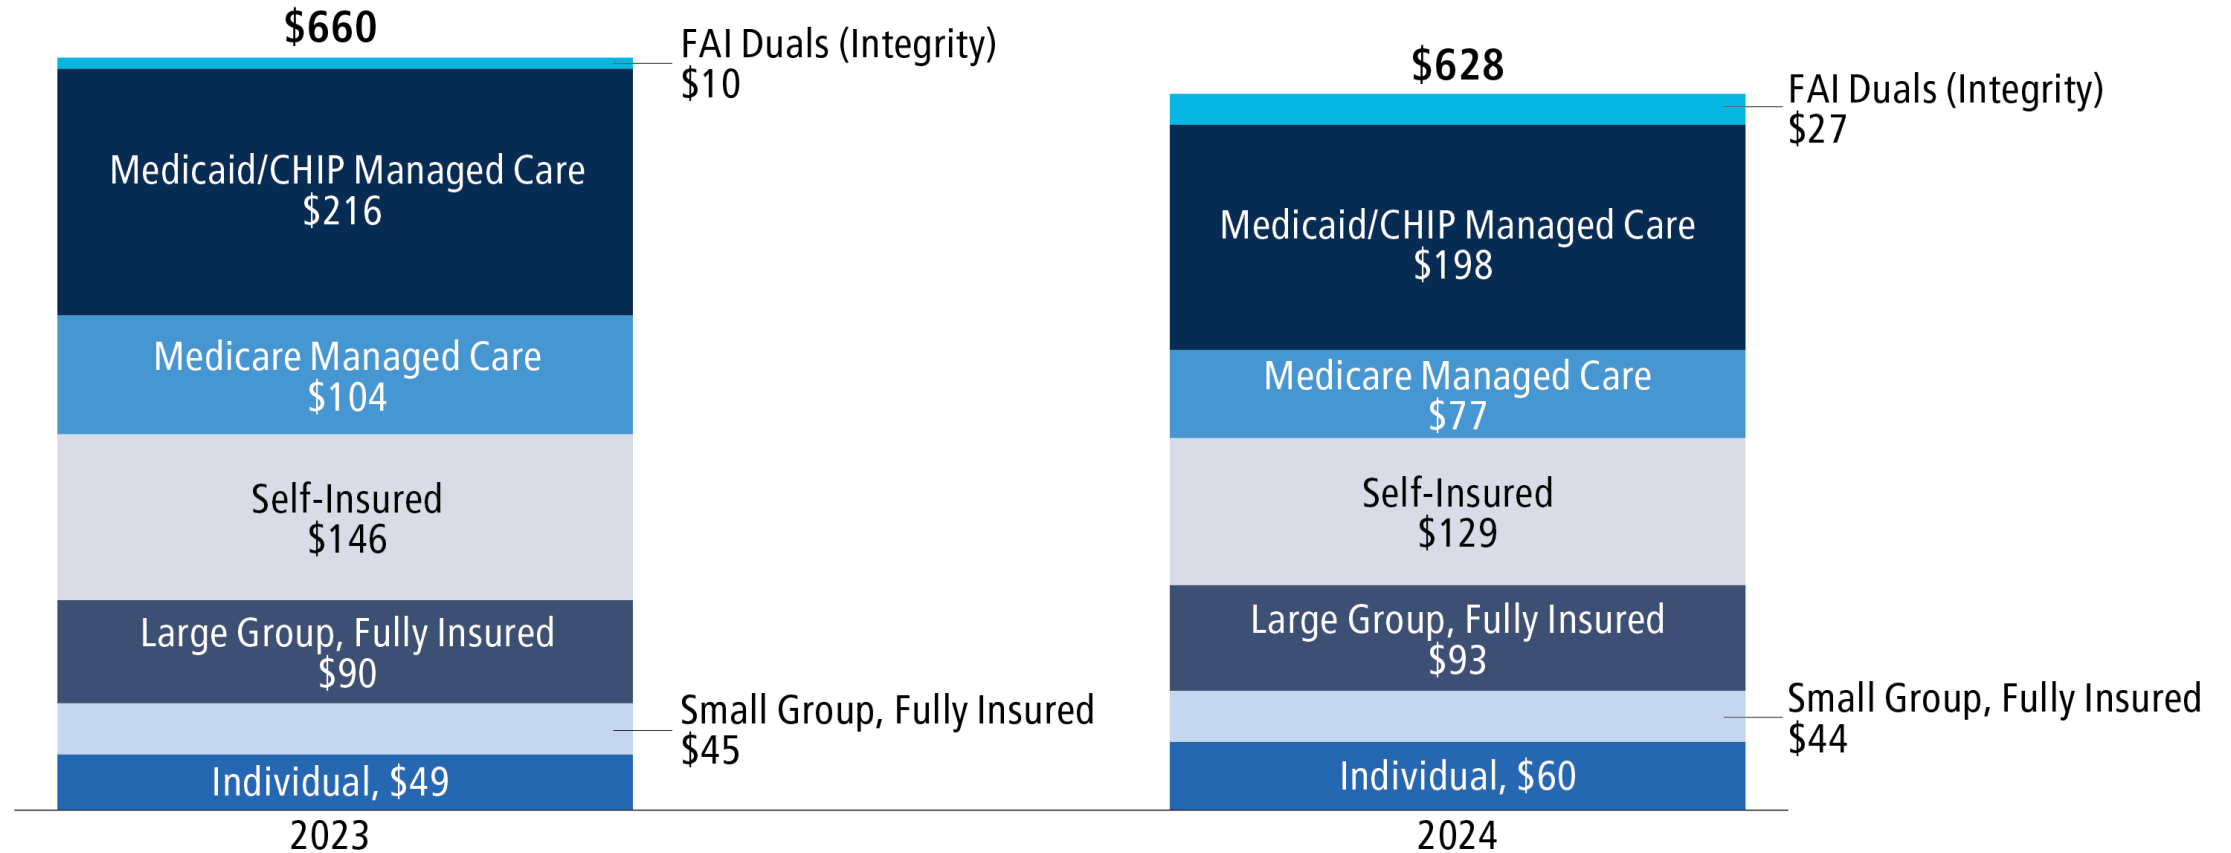 $660
FAI Duals (Integrity)
$10
Medicaid/CHIP Managed Care
$216
Medicare Managed Care
$104
Self-Insured
$146
Large Group, Fully Insured
$90
Small Group, Fully Insured
$45
Individual, $49
2023
$628
FAI Duals (Integrity)
$27
Medicaid/CHIP Managed Care
$198
Medicare Managed Care
$77
Self-Insured
$129
Large Group, Fully Insured
$93
Small Group, Fully Insured
$44
Individual, $60
2024